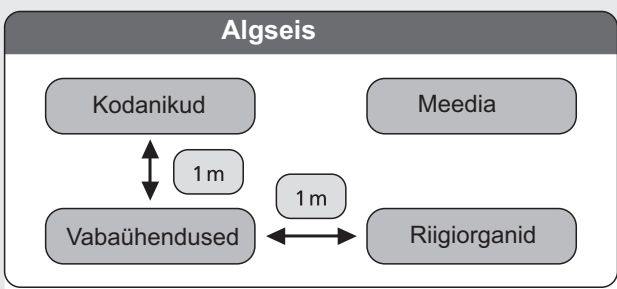 Algseis
Kodanikud
Meedia
1 m
1 m
Vabaühendused
Riigiorganid